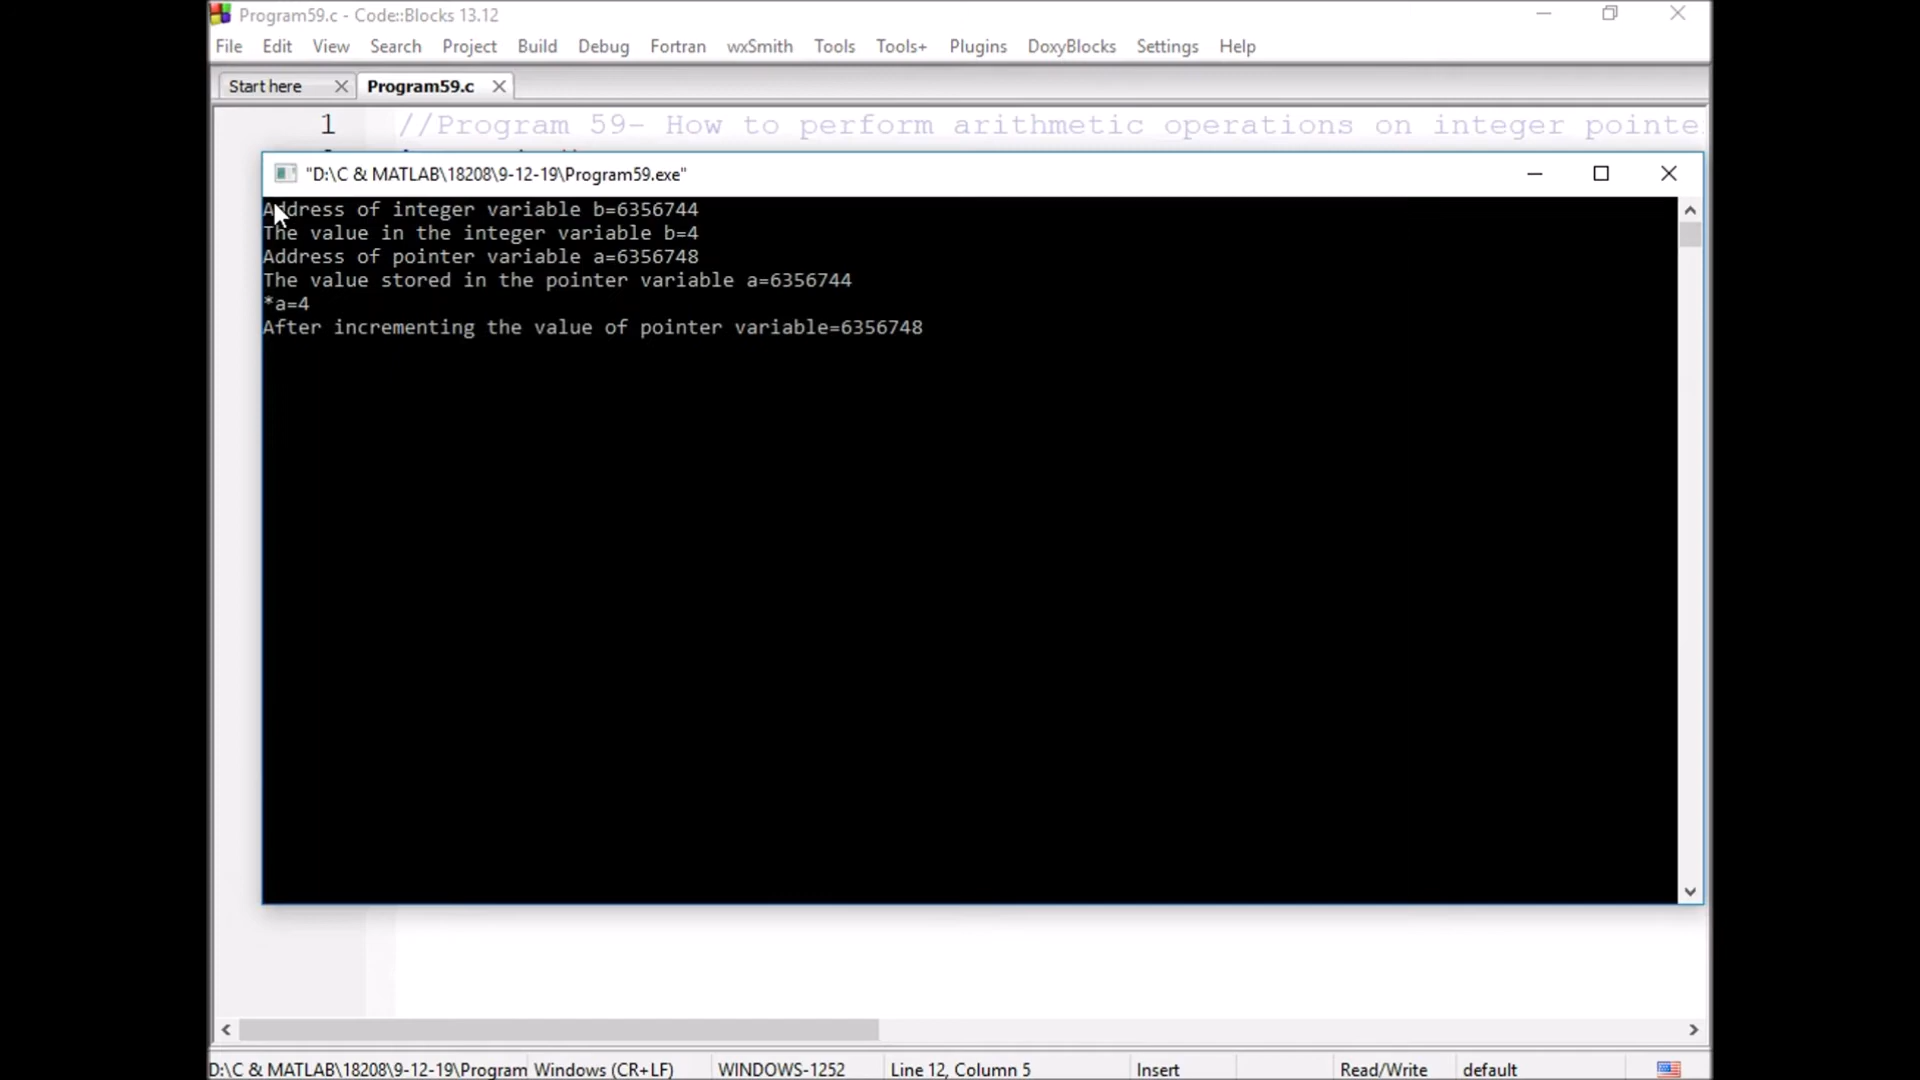 Program59.c - Code::Blocks 13.12
File Edit View Search Project Build Debug Fortran wxSmith Tools Tools+ Plugins DoxyBlocks Settings Help
Start here Program59.c
1 //Program 59- How to perform arithmetic operations on integer pointe
"D:\C & MATLAB\18208\9-12-19\Program59.exe"
Address of integer variable b=6356744
The value in the integer variable b=4
Address of pointer variable a=6356748
The value stored in the pointer variable a=6356744
*a=4
After incrementing the value of pointer variable=6356748
D:\C & MATLAB\18208\9-12-19\Program Windows (CR+LF) WINDOWS-1252 Line 12, Column 5 Insert Read/Write default